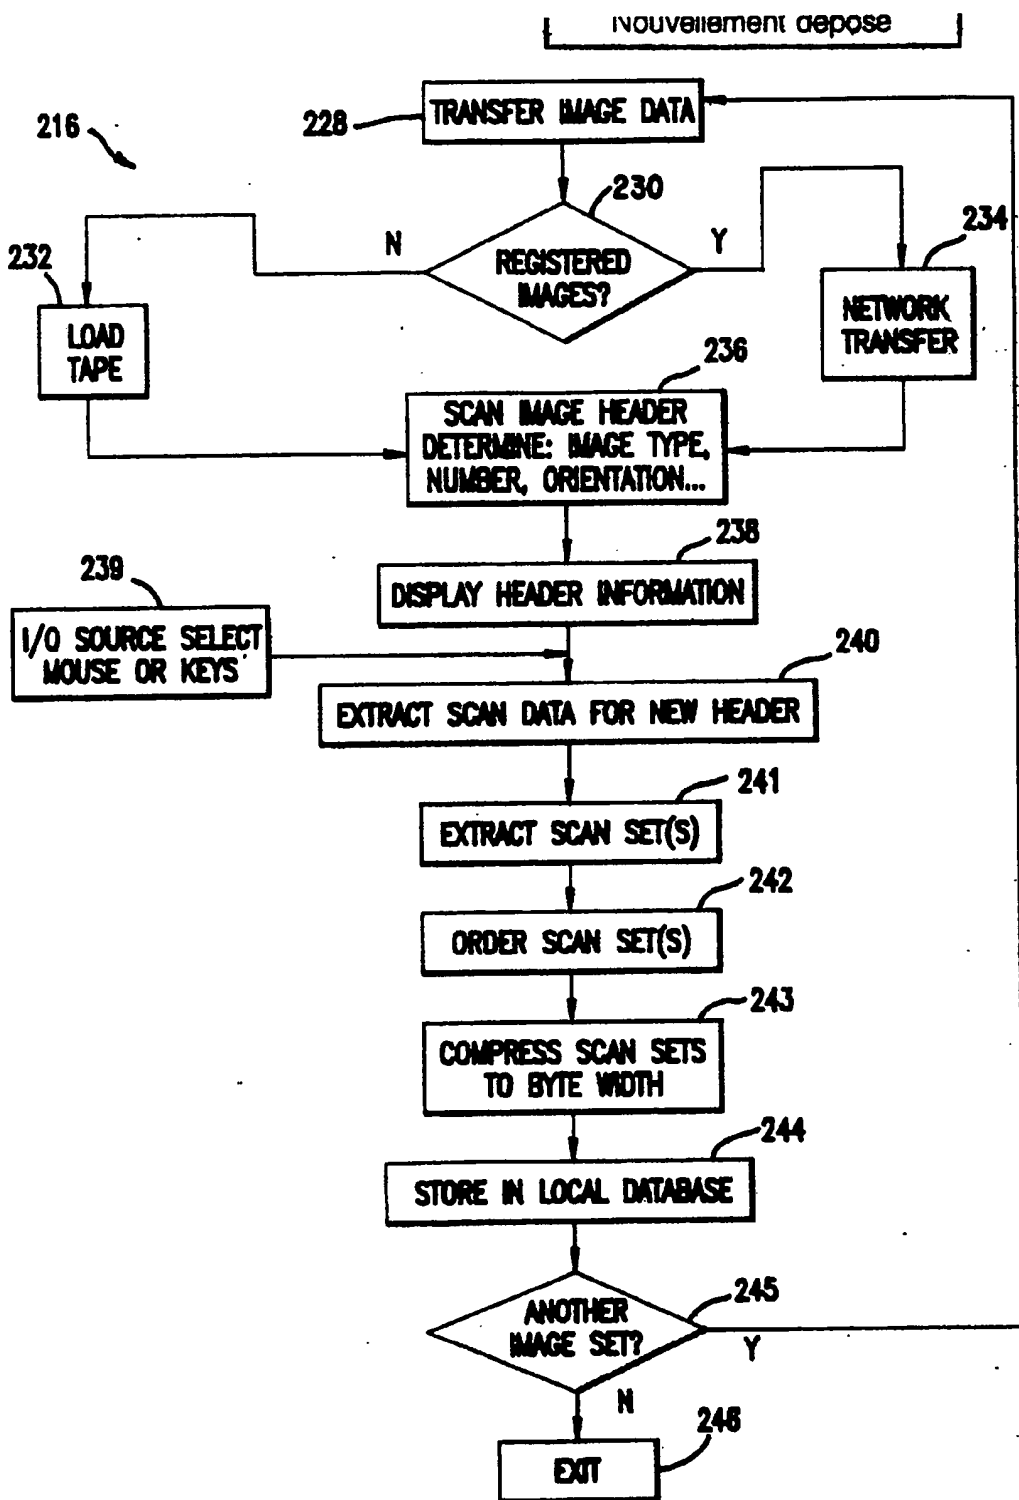 Nouvellement déposé
228
TRANSFER IMAGE DATA
216
230
N
REGISTERED
IMAGES?
Y
232
LOAD
TAPE
234
NETWORK
TRANSFER
236
SCAN IMAGE HEADER
DETERMINE: IMAGE TYPE,
NUMBER, ORIENTATION...
238
DISPLAY HEADER INFORMATION
239
I/O SOURCE SELECT
MOUSE OR KEYS
240
EXTRACT SCAN DATA FOR NEW HEADER
241
EXTRACT SCAN SET(S)
242
ORDER SCAN SET(S)
243
COMPRESS SCAN SETS
TO BYTE WIDTH
244
STORE IN LOCAL DATABASE
245
ANOTHER
IMAGE SET?
Y
N
246
EXIT